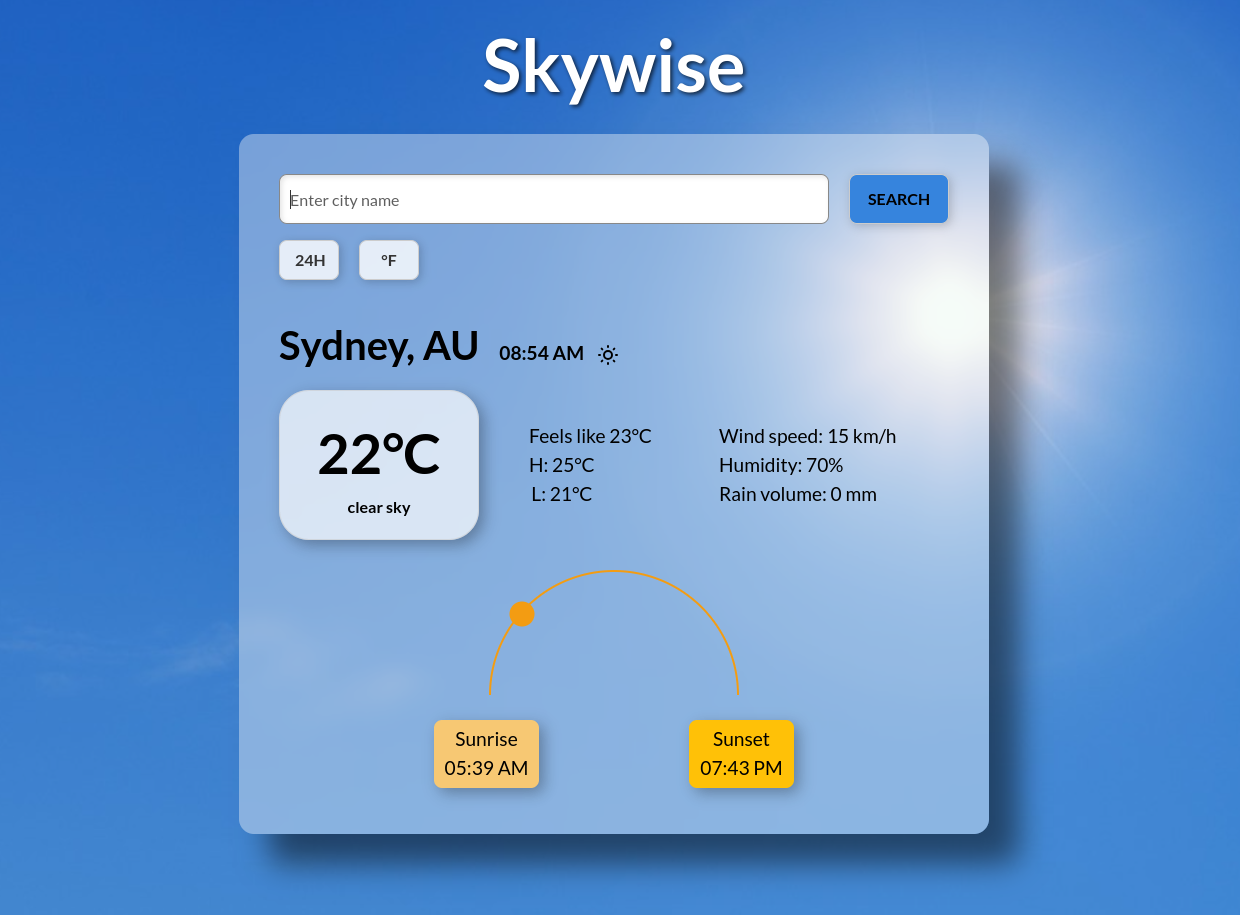 Skywise
Enter city name
SEARCH
24H
°F
Sydney, AU
08:54 AM
22°C
clear sky
Feels like 23°C
H: 25°C
L: 21°C
Wind speed: 15 km/h
Humidity: 70%
Rain volume: 0 mm
Sunrise
05:39 AM
Sunset
07:43 PM